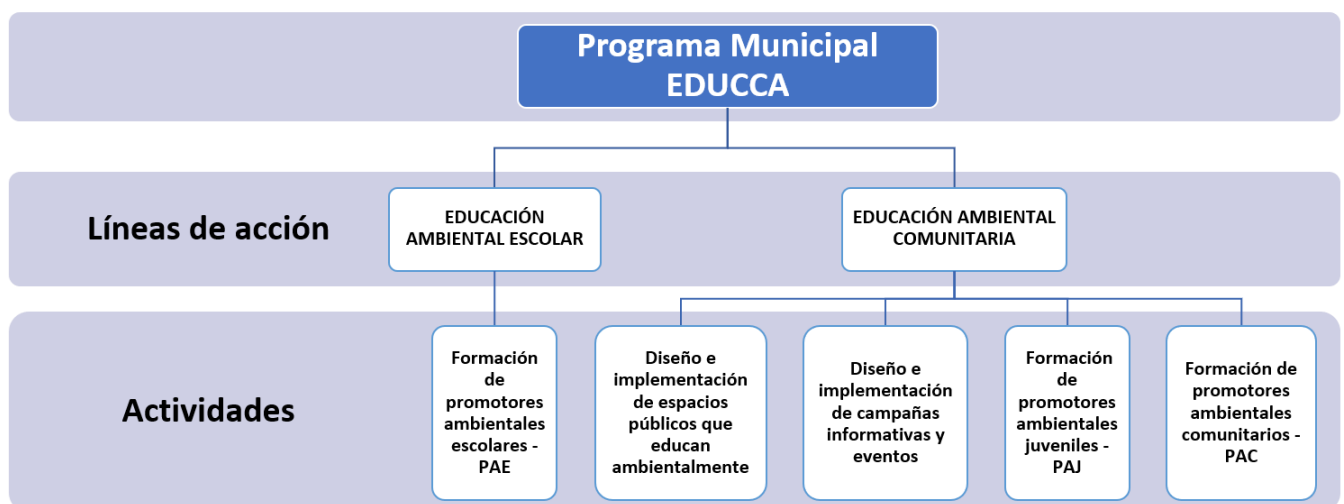 Programa Municipal
EDUCCA
Líneas de acción
EDUCACIÓN
AMBIENTAL ESCOLAR
EDUCACIÓN AMBIENTAL
COMUNITARIA
Actividades
Formación
de
promotores
ambientales
escolares -
PAE
Diseño e
implementación
de espacios
públicos que
educan
ambientalmente
Diseño e
implementación
de campañas
informativas y
eventos
Formación
de
promotores
ambientales
juveniles -
PAJ
Formación de
promotores
ambientales
comunitarios -
PAC